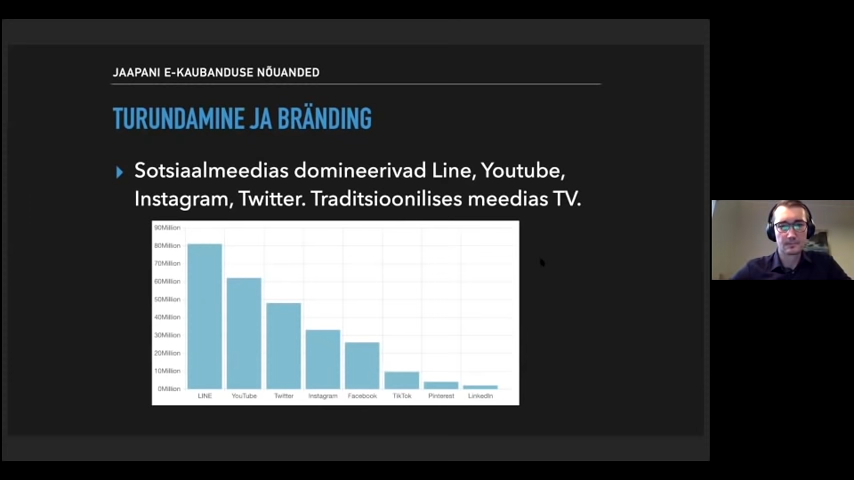 JAAPANI E-KAUBANDUSE NÕUANDED
TURUNDAMINE JA BRÄNDING
Sotsiaalmeedias domineerivad Line, Youtube,
Instagram, Twitter. Traditsioonilises meedias TV.
90Million
80Million
70Million
60Million
50Million
40Million
30Million
20Million
10Million
0Million
LINE YouTube Twitter Instagram Facebook TikTok Pinterest LinkedIn